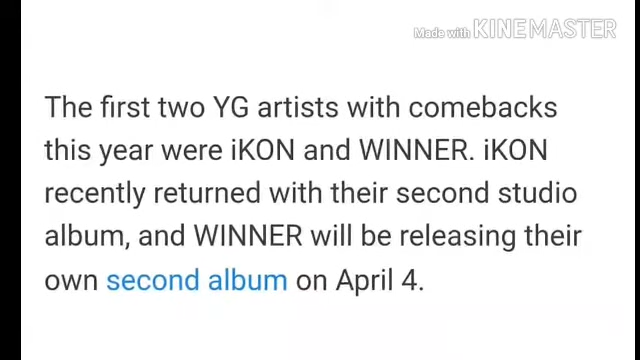 Made with KINEMASTER
The first two YG artists with comebacks
this year were iKON and WINNER. iKON
recently returned with their second studio
album, and WINNER will be releasing their
own second album on April 4.